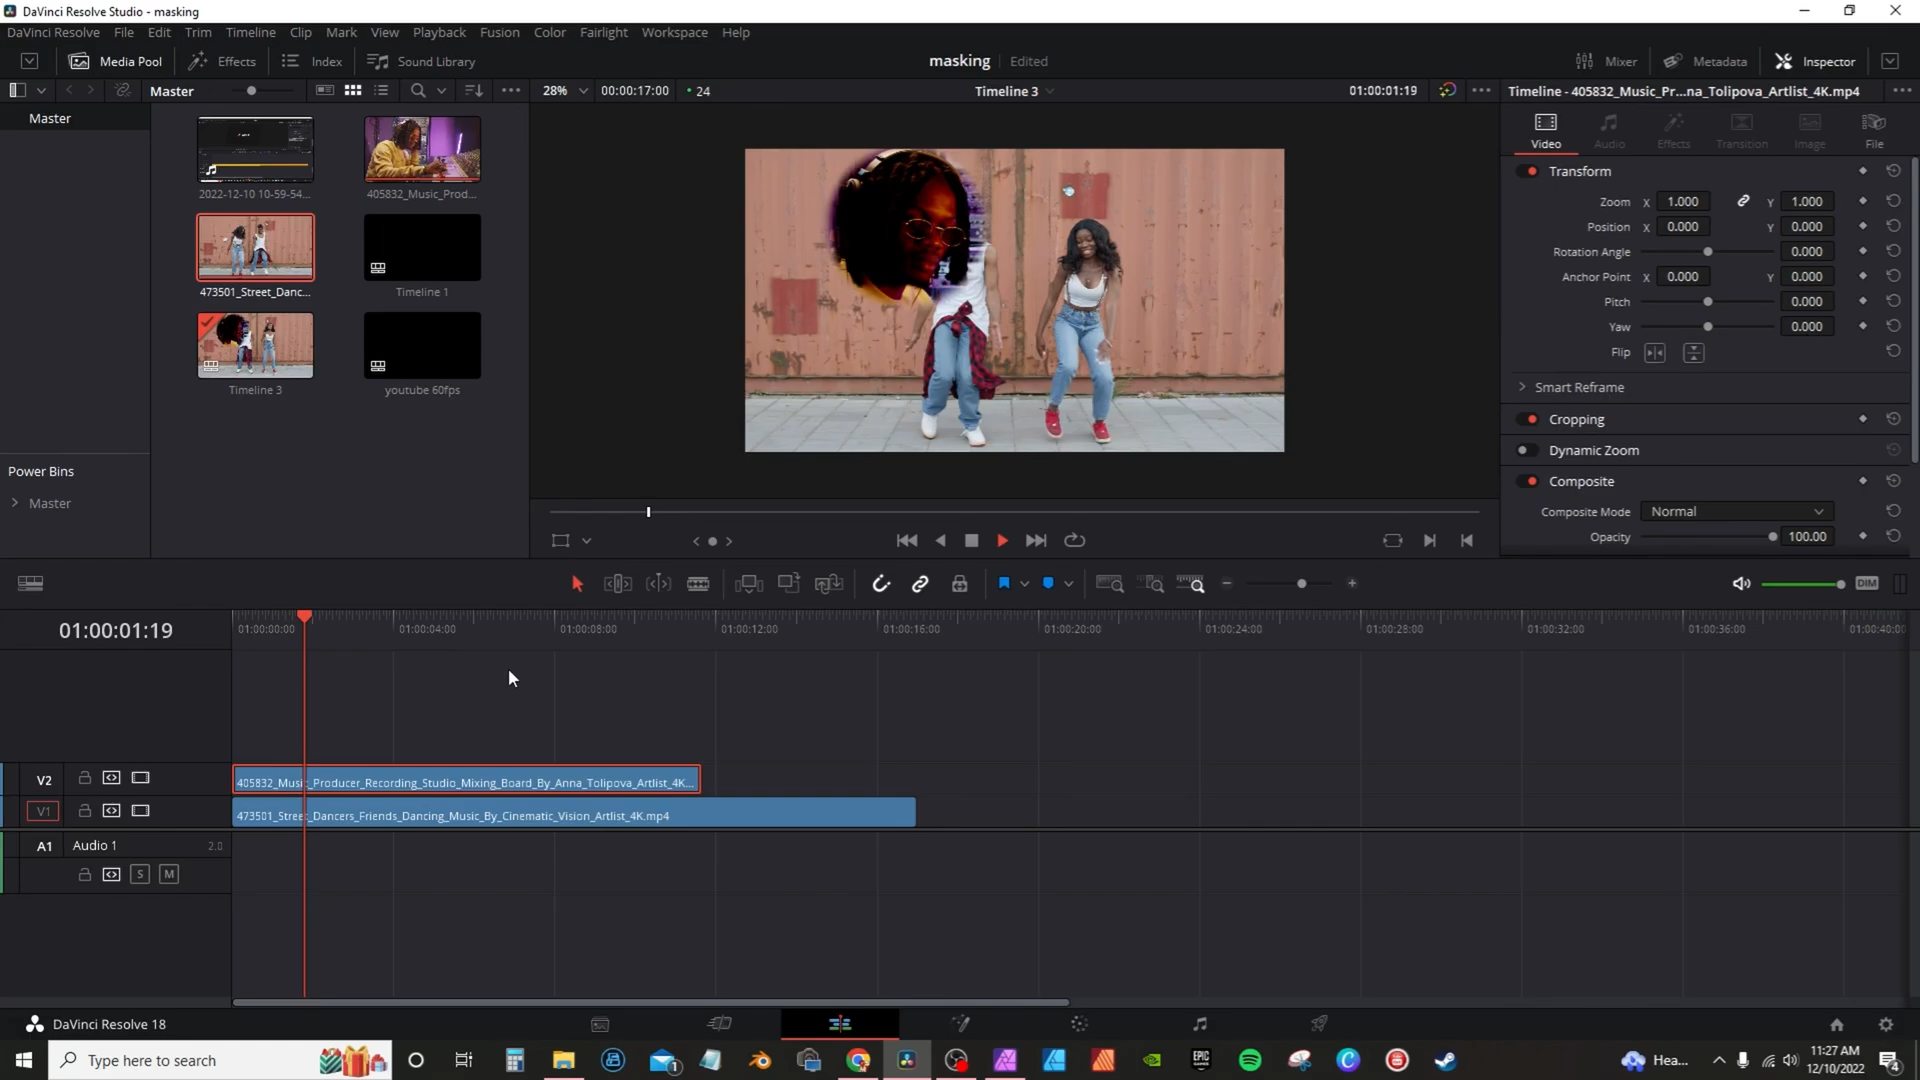 DaVinci Resolve Studio - masking
DaVinci Resolve File Edit Trim Timeline Clip Mark View Playback Fusion Color Fairlight Workspace Help
Media Pool Effects Index Sound Library masking Edited Mixer Metadata Inspector
Master 28% 00:00:17:00 24 Timeline 3 01:00:01:19 Timeline - 405832_Music_Pr...na_Tolipova_Artlist_4K.mp4
Master
Video Audio Effects Transition Image File
Transform
2022-12-10 10-59-54... 405832_Music_Prod...
Zoom X 1.000 Y 1.000
Position X 0.000 Y 0.000
Rotation Angle 0.000
Anchor Point X 0.000 Y 0.000
473501_Street_Danc... Timeline 1
Pitch 0.000
Yaw 0.000
Flip
Timeline 3 youtube 60fps
Smart Reframe
Cropping
Dynamic Zoom
Power Bins
Master
Composite
Composite Mode Normal
Opacity 100.00
DIM
01:00:01:19
01:00:00:00 01:00:04:00 01:00:08:00 01:00:12:00 01:00:16:00 01:00:20:00 01:00:24:00 01:00:28:00 01:00:32:00 01:00:36:00 01:00:40:00
V2 405832_Music_Producer_Recording_Studio_Mixing_Board_By_Anna_Tolipova_Artlist_4K...
V1 473501_Street_Dancers_Friends_Dancing_Music_By_Cinematic_Vision_Artlist_4K.mp4
A1 Audio 1 2.0
S M
DaVinci Resolve 18
Type here to search
Hea...
11:27 AM
12/10/2022
1
4
EPIC GAMES